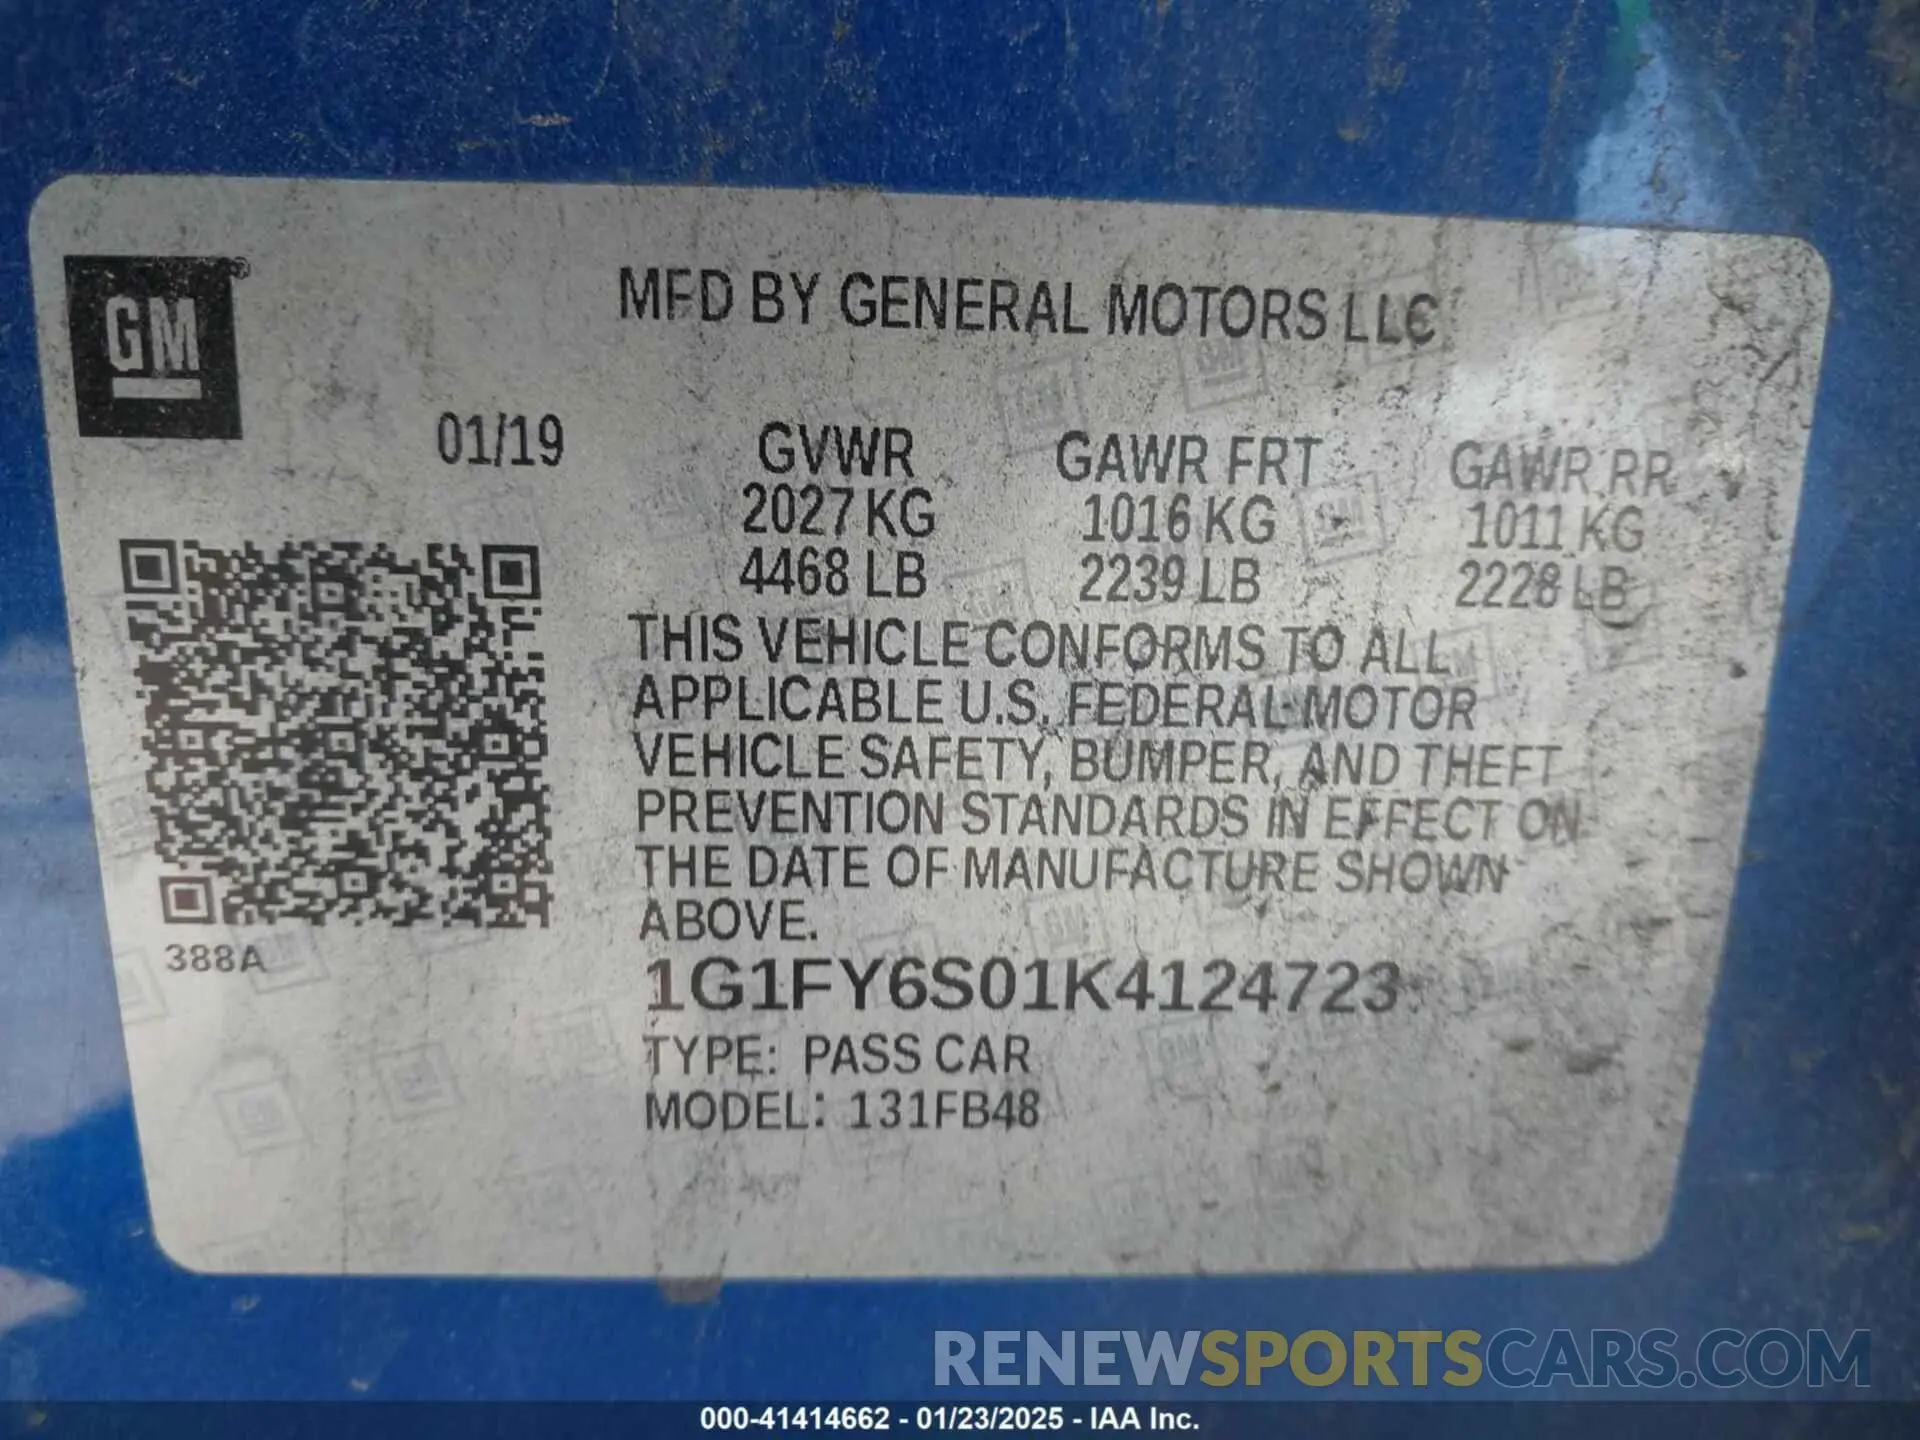 MFD BY GENERAL MOTORS LLC
GM®
01/19
GVWR GAWR FRT GAWR RR
2027 KG 1016 KG 1011 KG
4468 LB 2239 LB 2228 LB
THIS VEHICLE CONFORMS TO ALL
APPLICABLE U.S. FEDERAL MOTOR
VEHICLE SAFETY, BUMPER, AND THEFT
PREVENTION STANDARDS IN EFFECT ON
THE DATE OF MANUFACTURE SHOWN
ABOVE.
388A
1G1FY6S01K4124723
TYPE: PASS CAR
MODEL: 131FB48
RENEWSPORTSCARS.COM
000-41414662 - 01/23/2025 - IAA Inc.